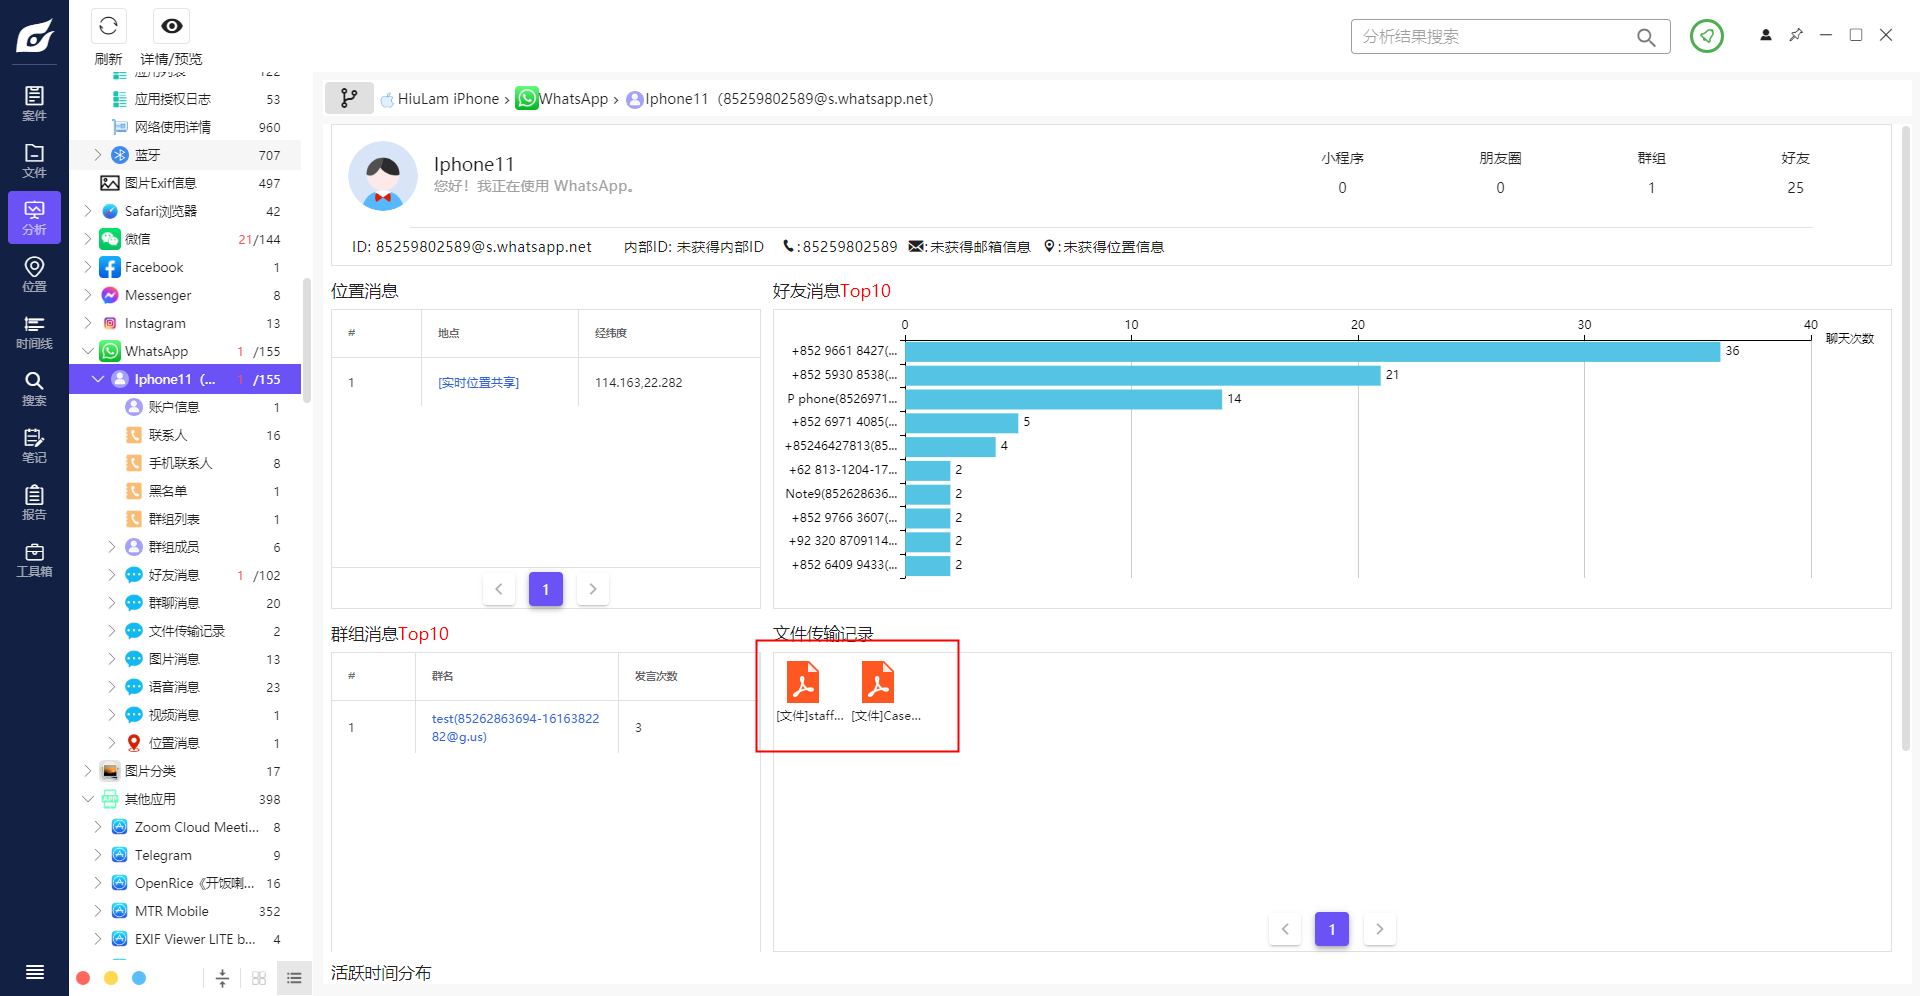 刷新
详情/预览
分析结果搜索
案件
文件
分析
位置
时间线
搜索
笔记
报告
工具箱
应用列表 122
应用授权日志 53
网络使用详情 960
蓝牙 707
图片Exif信息 497
Safari浏览器 42
微信 21/144
Facebook 1
Messenger 8
Instagram 13
WhatsApp 1 /155
Iphone11（... 1 /155
账户信息 1
联系人 16
手机联系人 8
黑名单 1
群组列表 1
群组成员 6
好友消息 1 /102
群聊消息 20
文件传输记录 2
图片消息 13
语音消息 23
视频消息 1
位置消息 1
图片分类 17
其他应用 398
Zoom Cloud Meeti... 8
Telegram 9
OpenRice《开饭喇... 16
MTR Mobile 352
EXIF Viewer LITE b... 4
HiuLam iPhone › WhatsApp › Iphone11（85259802589@s.whatsapp.net）
Iphone11
您好！我正在使用 WhatsApp。
小程序 朋友圈 群组 好友
0 0 1 25
ID: 85259802589@s.whatsapp.net 内部ID: 未获得内部ID :85259802589 :未获得邮箱信息 :未获得位置信息
位置消息
# 地点 经纬度
1 [实时位置共享] 114.163,22.282
1
好友消息Top10
0 10 20 30 40
聊天次数
+852 9661 8427(... 36
+852 5930 8538(... 21
P phone(8526971... 14
+852 6971 4085(... 5
+85246427813(85... 4
+62 813-1204-17... 2
Note9(852628636... 2
+852 9766 3607(... 2
+92 320 8709114... 2
+852 6409 9433(... 2
群组消息Top10
# 群名 发言次数
1 test(85262863694-16163822 3
82@g.us)
文件传输记录
[文件]staff... [文件]Case...
1
活跃时间分布